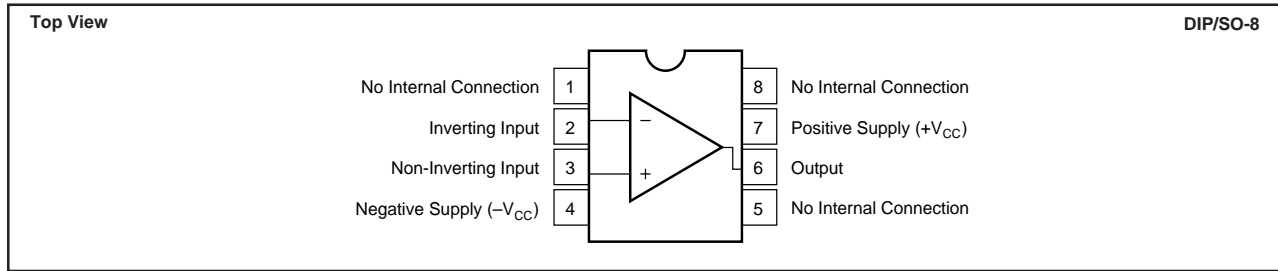 Top View
DIP/SO-8
No Internal Connection 1
Inverting Input 2
Non-Inverting Input 3
Negative Supply (–VCC) 4
8 No Internal Connection
7 Positive Supply (+VCC)
6 Output
5 No Internal Connection
–
+